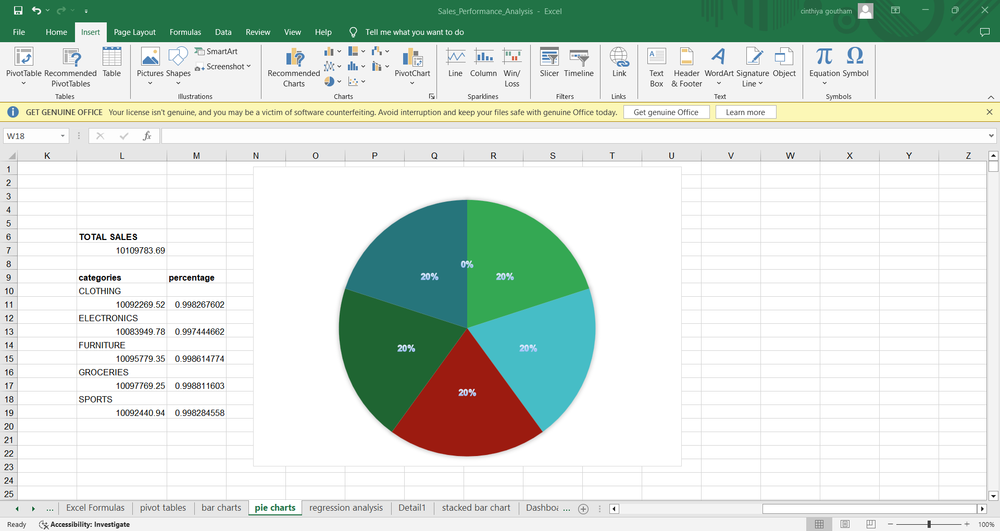 Sales_Performance_Analysis - Excel
cinthiya goutham
File Home Insert Page Layout Formulas Data Review View Help Tell me what you want to do
PivotTable
Recommended PivotTables
Table
Tables
Pictures
Shapes
SmartArt
Screenshot
Illustrations
Recommended Charts
PivotChart
Charts
Line
Column
Win/ Loss
Sparklines
Slicer
Timeline
Filters
Link
Links
Text Box
Header & Footer
WordArt
Signature Line
Object
Text
Equation
Symbol
Symbols
GET GENUINE OFFICE Your license isn't genuine, and you may be a victim of software counterfeiting. Avoid interruption and keep your files safe with genuine Office today. Get genuine Office Learn more
W18 fx
K L M N O P Q R S T U V W X Y Z
1
2
3
4
5
6 TOTAL SALES
7 10109783.69
8
9 categories percentage
10 CLOTHING
11 10092269.52 0.998267602
12 ELECTRONICS
13 10083949.78 0.997444662
14 FURNITURE
15 10095779.35 0.998614774
16 GROCERIES
17 10097769.25 0.998811603
18 SPORTS
19 10092440.94 0.998284558
20
21
22
23
24
25
0%
20% 20%
20% 20%
20%
... Excel Formulas pivot tables bar charts pie charts regression analysis Detail1 stacked bar chart Dashboa ...
Ready Accessibility: Investigate 100%